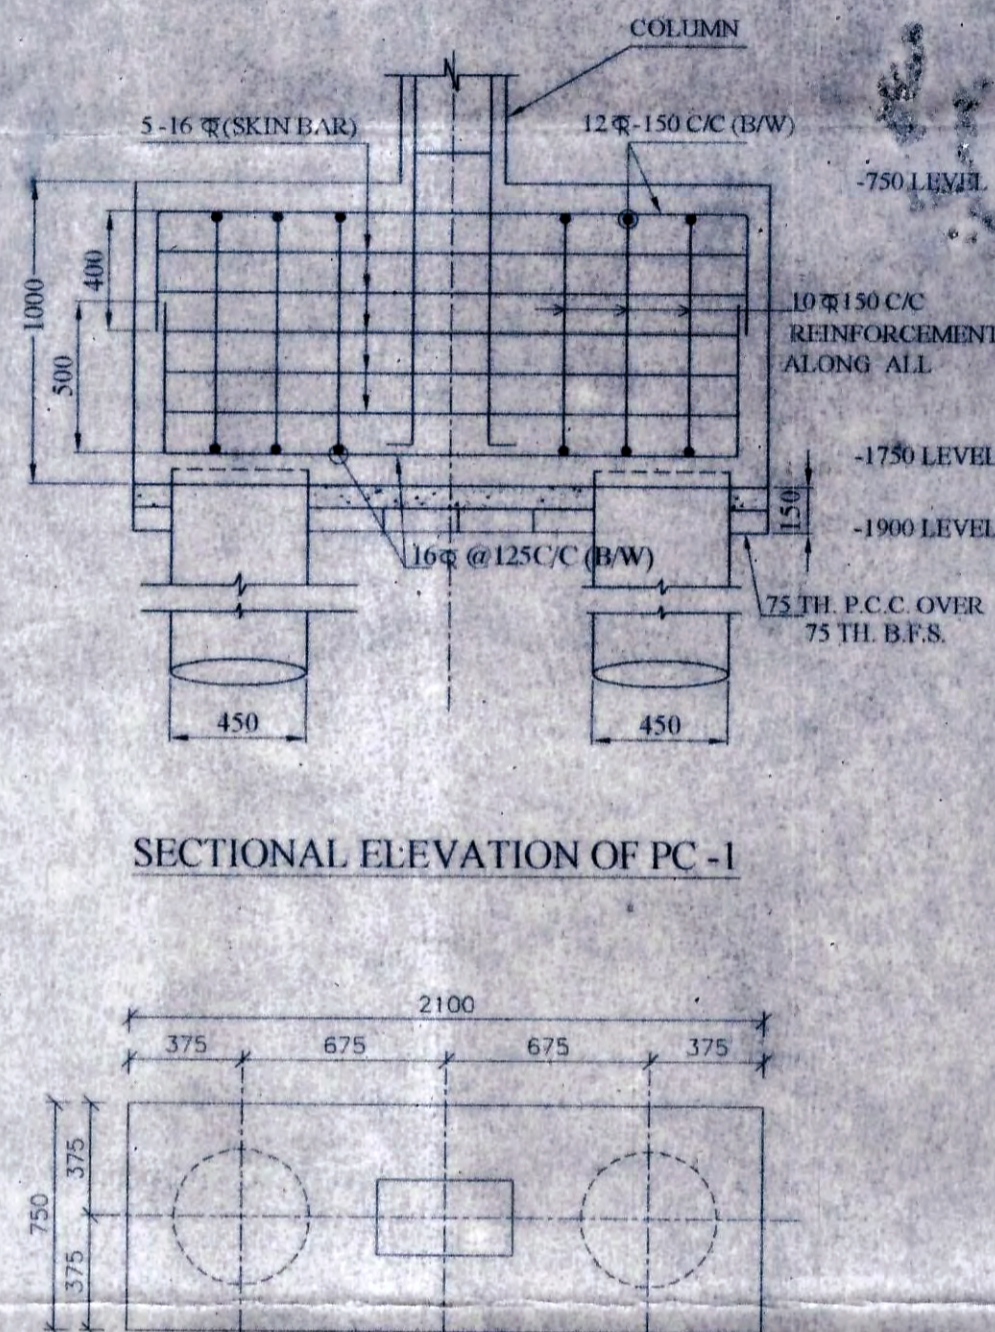 COLUMN
5-16 Ҏ(SKIN BAR)
12 Ҏ-150 C/C (B/W)
-750 LEVEL
1000
400
500
10 Ҏ 150 C/C
REINFORCEMENT
ALONG ALL
-1750 LEVEL
150
-1900 LEVEL
16 Ҏ @ 125C/C (B/W)
75 TH. P.C.C. OVER
75 TH. B.F.S.
450
450
SECTIONAL ELEVATION OF PC -1
2100
375
675
675
375
750
375
375